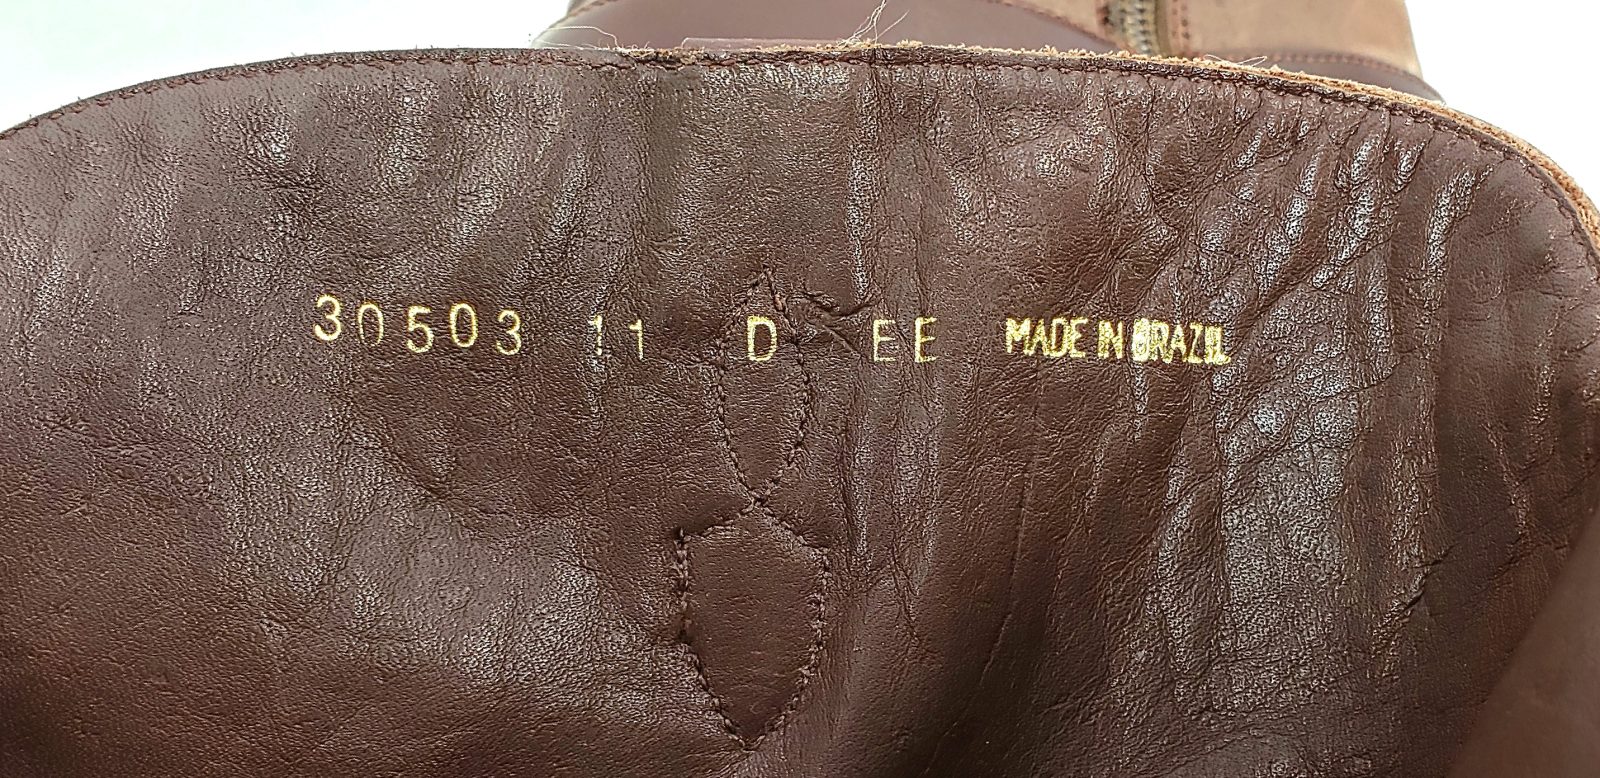 30503 11 D EE MADE IN BRAZIL